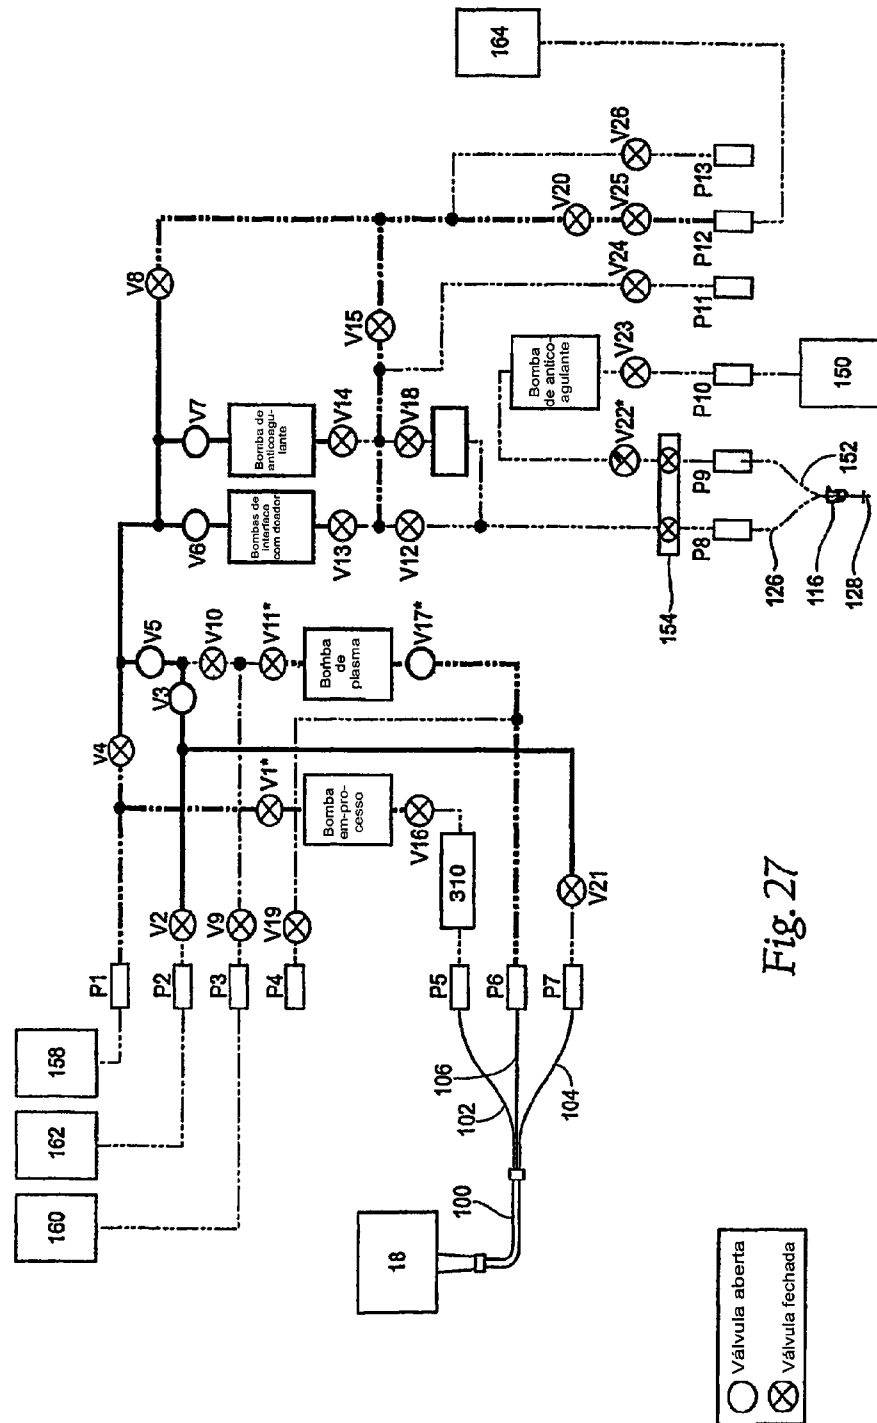 164
V8
V20
V25
V26
P13
P12
V24
P11
V15
V7
Bomba de
anticoagu-
lante
V14
V18
Bomba
de antico-
agulante
V23
P10
150
V22*
V6
Bombas de
interface
com doador
V13
V12
P9
P8
152
126
116
128
154
V5
V3
V10
V11*
Bomba
de
plasma
V17*
V4
V1*
Bomba
em-pro-
cesso
V16
310
V21
V2
V9
V19
P1
P2
P3
P4
P5
P6
P7
158
162
160
102
106
104
100
18
Fig. 27
Válvula aberta
Válvula fechada